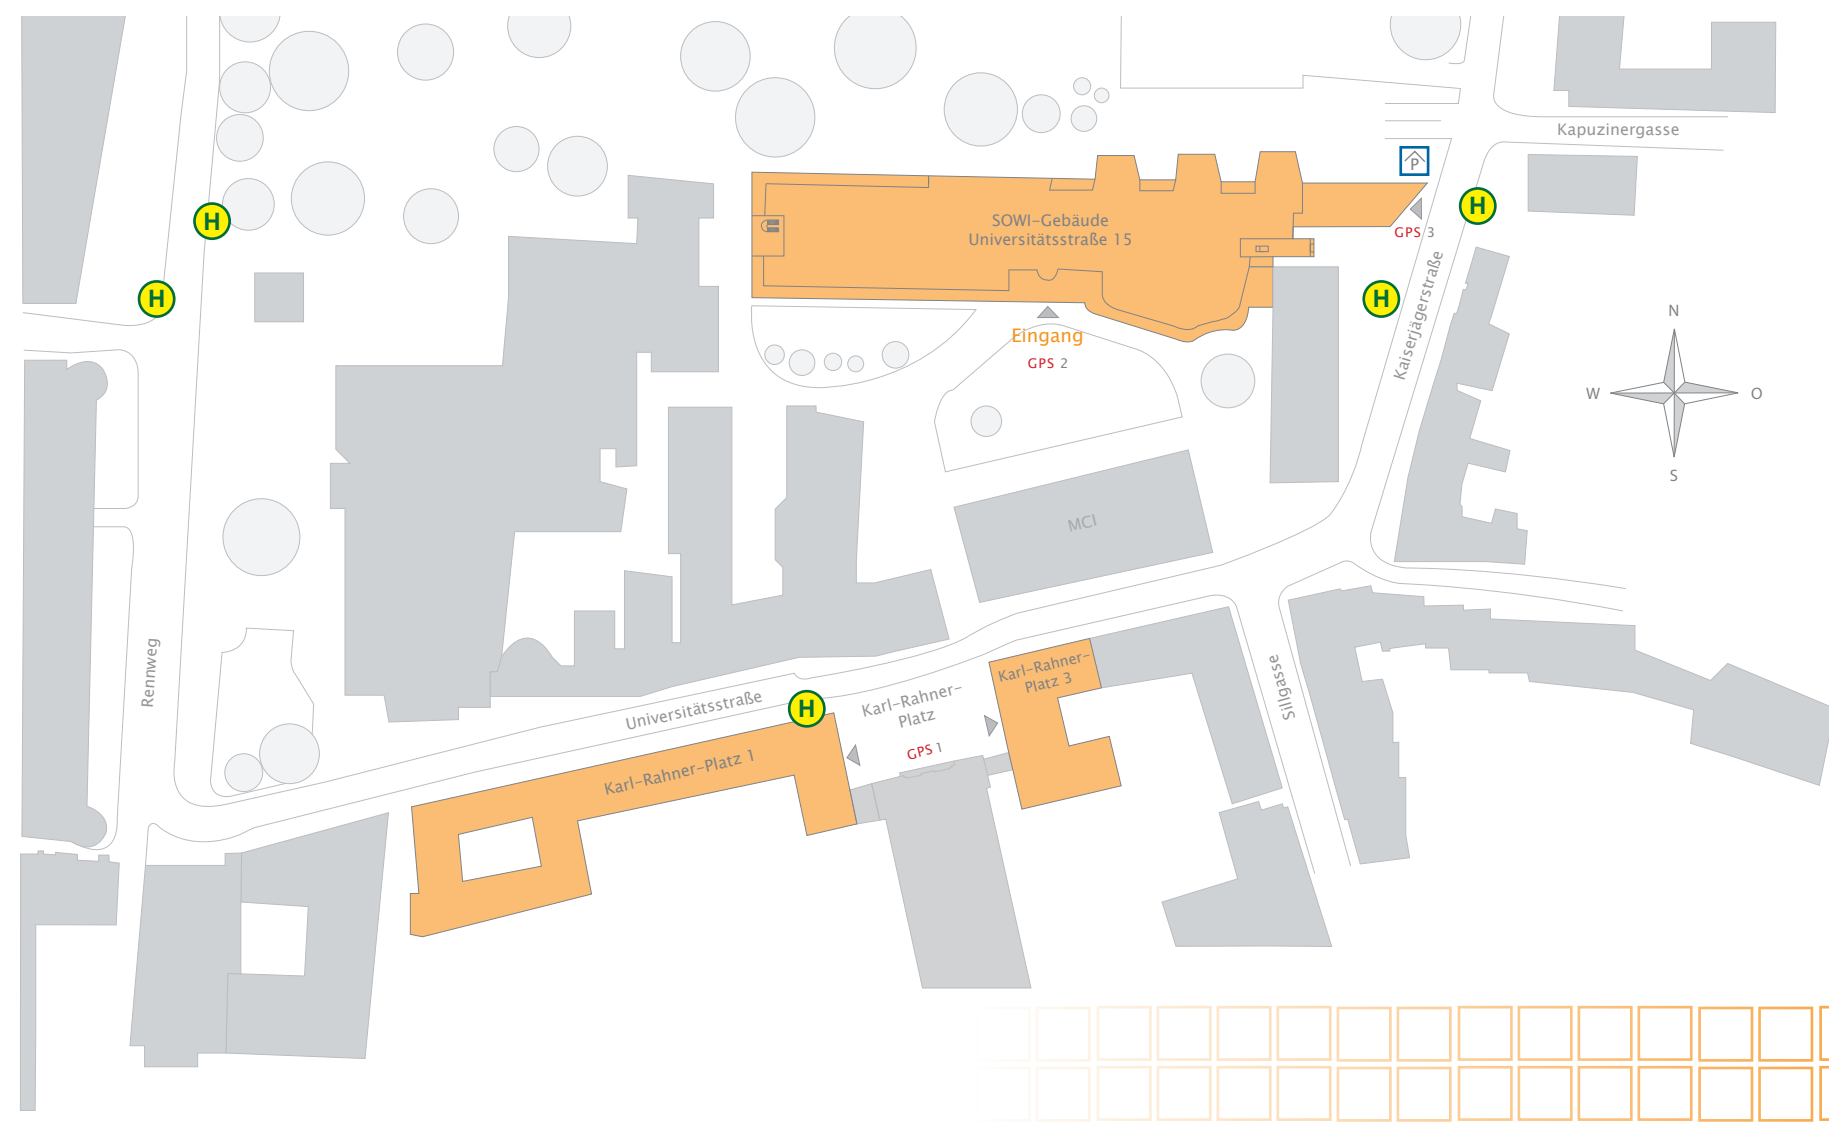 Kapuzinergasse
P
H
H
SOWI-Gebäude
Universitätsstraße 15
GPS 3
H
H
Kaiserjägerstraße
Eingang
GPS 2
N
W
O
S
MCI
Rennweg
Sillgasse
Karl-Rahner-
Platz 3
Universitätsstraße
H
Karl-Rahner-
Platz
GPS 1
Karl-Rahner-Platz 1